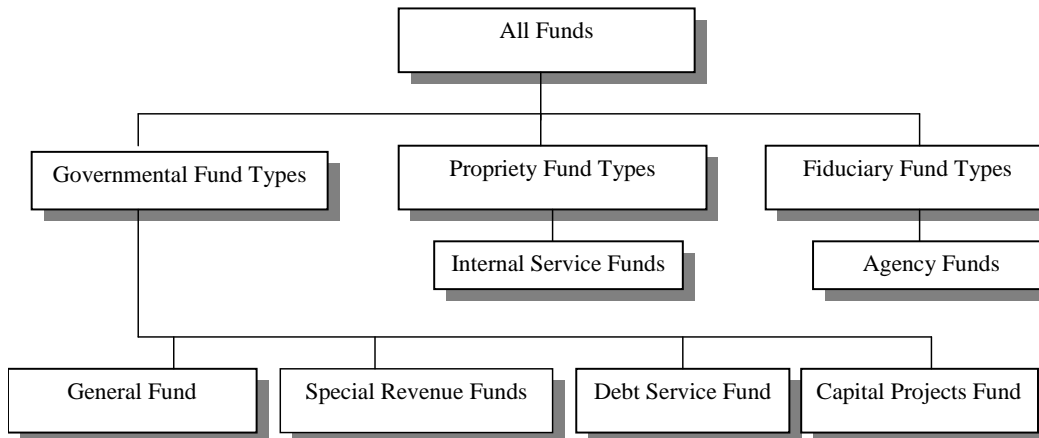 All Funds
Governmental Fund Types
Propriety Fund Types
Fiduciary Fund Types
Internal Service Funds
Agency Funds
General Fund
Special Revenue Funds
Debt Service Fund
Capital Projects Fund